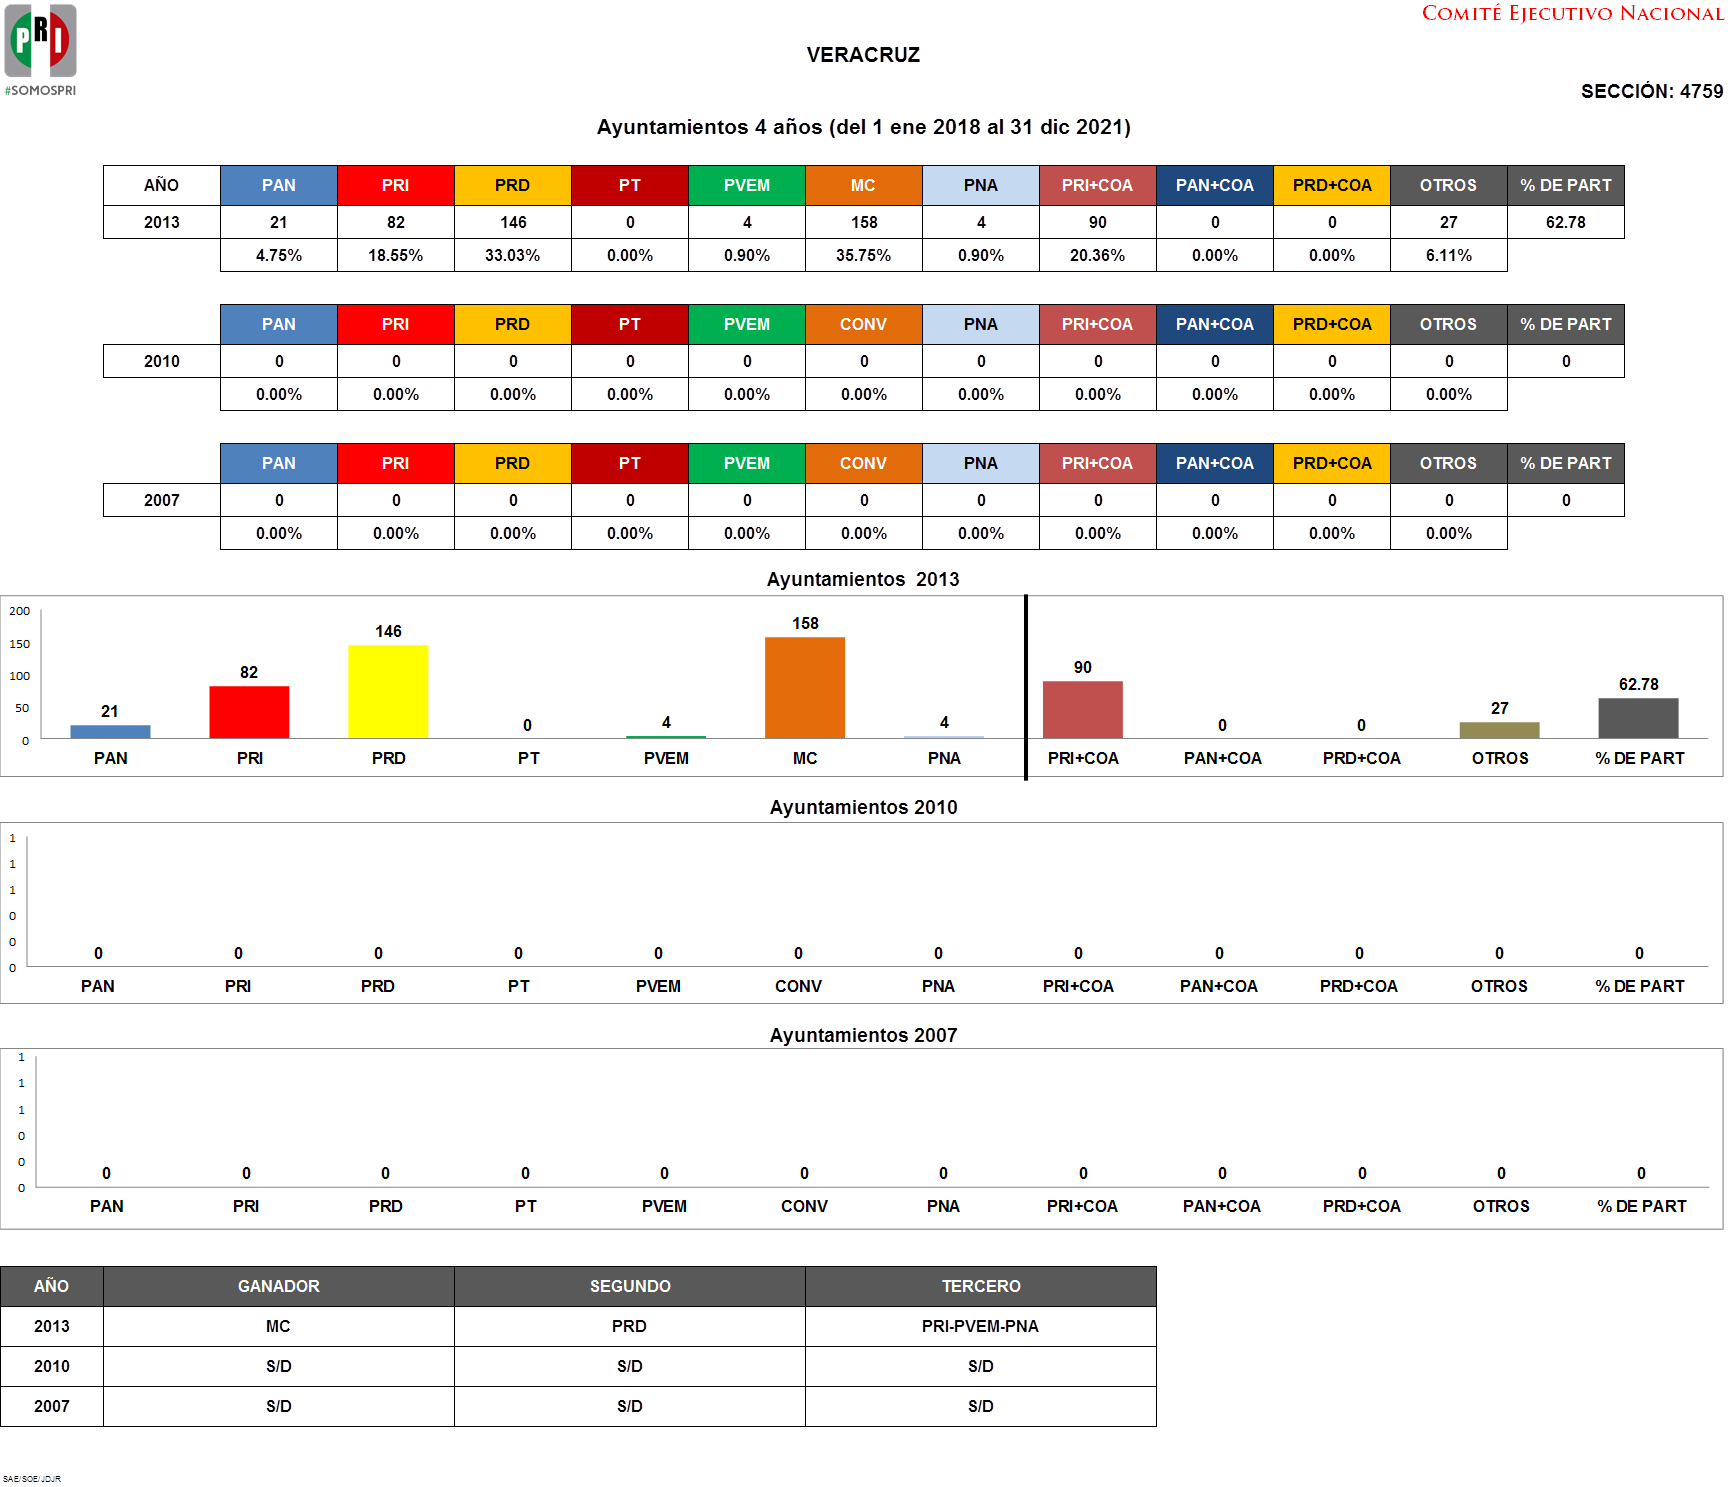 PRI
#SOMOSPRI
COMITÉ EJECUTIVO NACIONAL
VERACRUZ
SECCIÓN: 4759
Ayuntamientos 4 años (del 1 ene 2018 al 31 dic 2021)
AÑO PAN PRI PRD PT PVEM MC PNA PRI+COA PAN+COA PRD+COA OTROS % DE PART
2013 21 82 146 0 4 158 4 90 0 0 27 62.78
4.75% 18.55% 33.03% 0.00% 0.90% 35.75% 0.90% 20.36% 0.00% 0.00% 6.11%
PAN PRI PRD PT PVEM CONV PNA PRI+COA PAN+COA PRD+COA OTROS % DE PART
2010 0 0 0 0 0 0 0 0 0 0 0 0
0.00% 0.00% 0.00% 0.00% 0.00% 0.00% 0.00% 0.00% 0.00% 0.00% 0.00%
PAN PRI PRD PT PVEM CONV PNA PRI+COA PAN+COA PRD+COA OTROS % DE PART
2007 0 0 0 0 0 0 0 0 0 0 0 0
0.00% 0.00% 0.00% 0.00% 0.00% 0.00% 0.00% 0.00% 0.00% 0.00% 0.00%
Ayuntamientos 2013
200
150
100
50
0
21 82 146 0 4 158 4 90 0 0 27 62.78
PAN PRI PRD PT PVEM MC PNA PRI+COA PAN+COA PRD+COA OTROS % DE PART
Ayuntamientos 2010
1
1
1
0
0
0
0 0 0 0 0 0 0 0 0 0 0 0
PAN PRI PRD PT PVEM CONV PNA PRI+COA PAN+COA PRD+COA OTROS % DE PART
Ayuntamientos 2007
1
1
1
0
0
0
0 0 0 0 0 0 0 0 0 0 0 0
PAN PRI PRD PT PVEM CONV PNA PRI+COA PAN+COA PRD+COA OTROS % DE PART
AÑO GANADOR SEGUNDO TERCERO
2013 MC PRD PRI-PVEM-PNA
2010 S/D S/D S/D
2007 S/D S/D S/D
SAE/SOE/JDJR